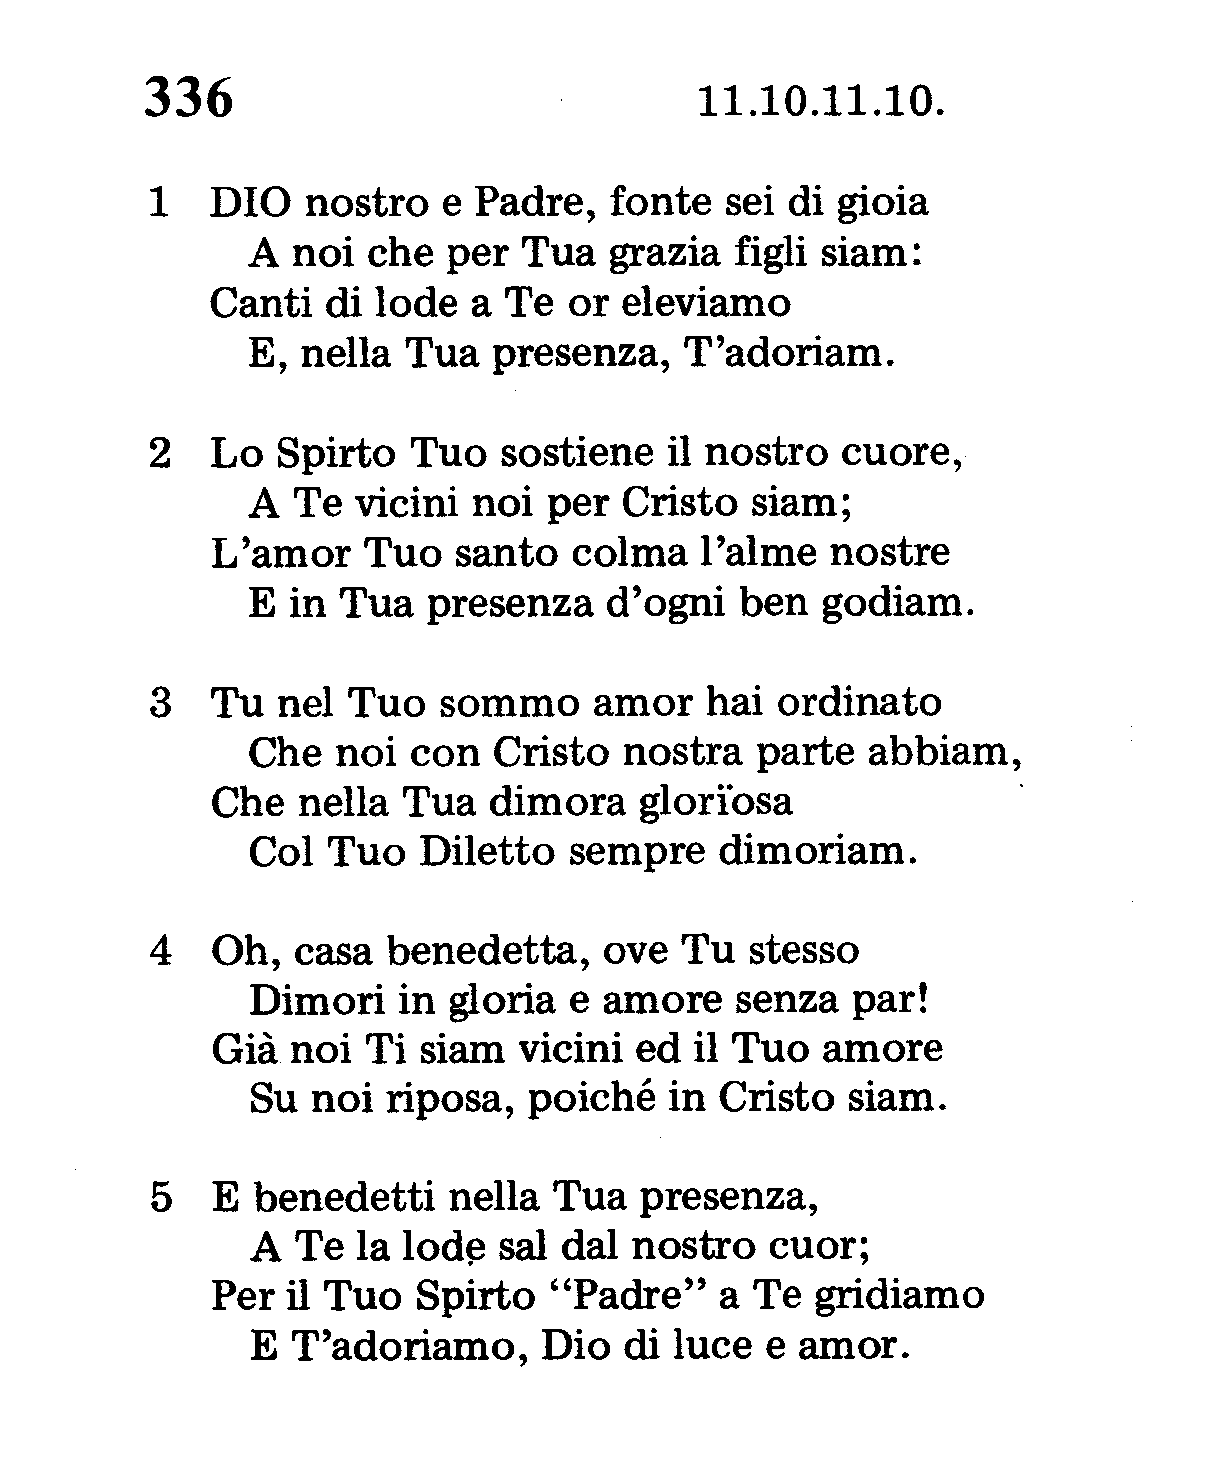 336 11.10.11.10.
1 DIO nostro e Padre, fonte sei di gioia
A noi che per Tua grazia figli siam:
Canti di lode a Te or eleviamo
E, nella Tua presenza, T’adoriam.
2 Lo Spirto Tuo sostiene il nostro cuore,
A Te vicini noi per Cristo siam;
L’amor Tuo santo colma l’alme nostre
E in Tua presenza d’ogni ben godiam.
3 Tu nel Tuo sommo amor hai ordinato
Che noi con Cristo nostra parte abbiam,
Che nella Tua dimora glorïosa
Col Tuo Diletto sempre dimoriam.
4 Oh, casa benedetta, ove Tu stesso
Dimori in gloria e amore senza par!
Già noi Ti siam vicini ed il Tuo amore
Su noi riposa, poiché in Cristo siam.
5 E benedetti nella Tua presenza,
A Te la lode sal dal nostro cuor;
Per il Tuo Spirto “Padre” a Te gridiamo
E T’adoriamo, Dio di luce e amor.